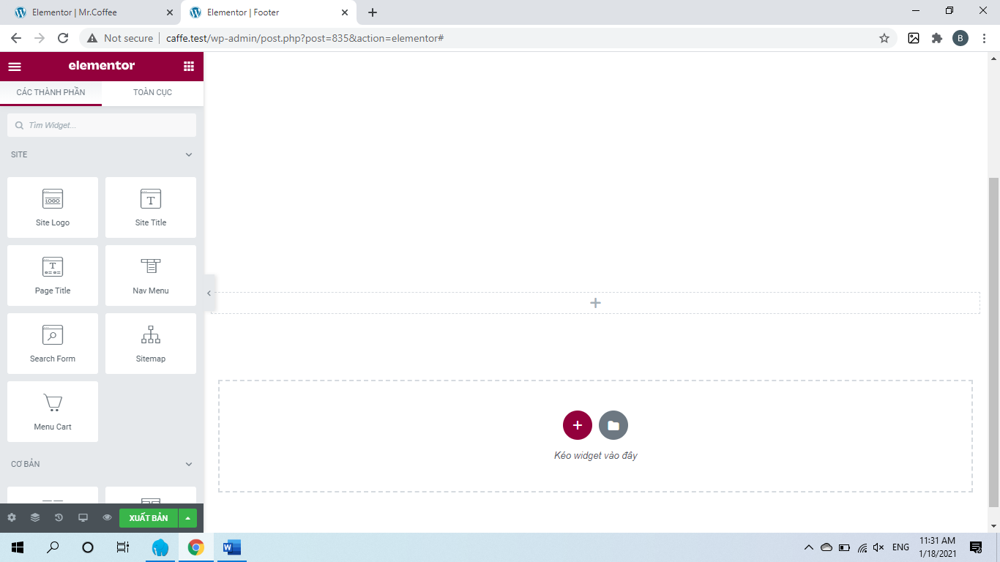 Elementor | Mr.Coffee
Elementor | Footer
Not secure
caffe.test/wp-admin/post.php?post=835&action=elementor#
B
elementor
CÁC THÀNH PHẦN
TOÀN CỤC
Tìm Widget...
SITE
LOGO
Site Logo
T
Site Title
T
Page Title
Nav Menu
Search Form
Sitemap
Menu Cart
CƠ BẢN
Kéo widget vào đây
XUẤT BẢN
W
ENG
11:31 AM
1/18/2021